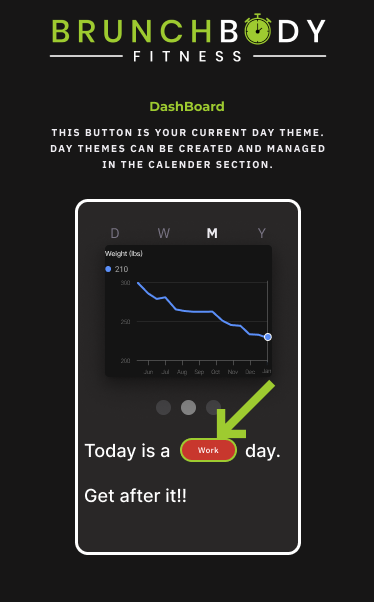 BRUNCHBODY
FITNESS
DashBoard
THIS BUTTON IS YOUR CURRENT DAY THEME.
DAY THEMES CAN BE CREATED AND MANAGED
IN THE CALENDER SECTION.
D W M Y
Weight (lbs)
210
300
250
200
Jun Jul Aug Sep Oct Nov Dec Jan
Today is a Work day.
Get after it!!